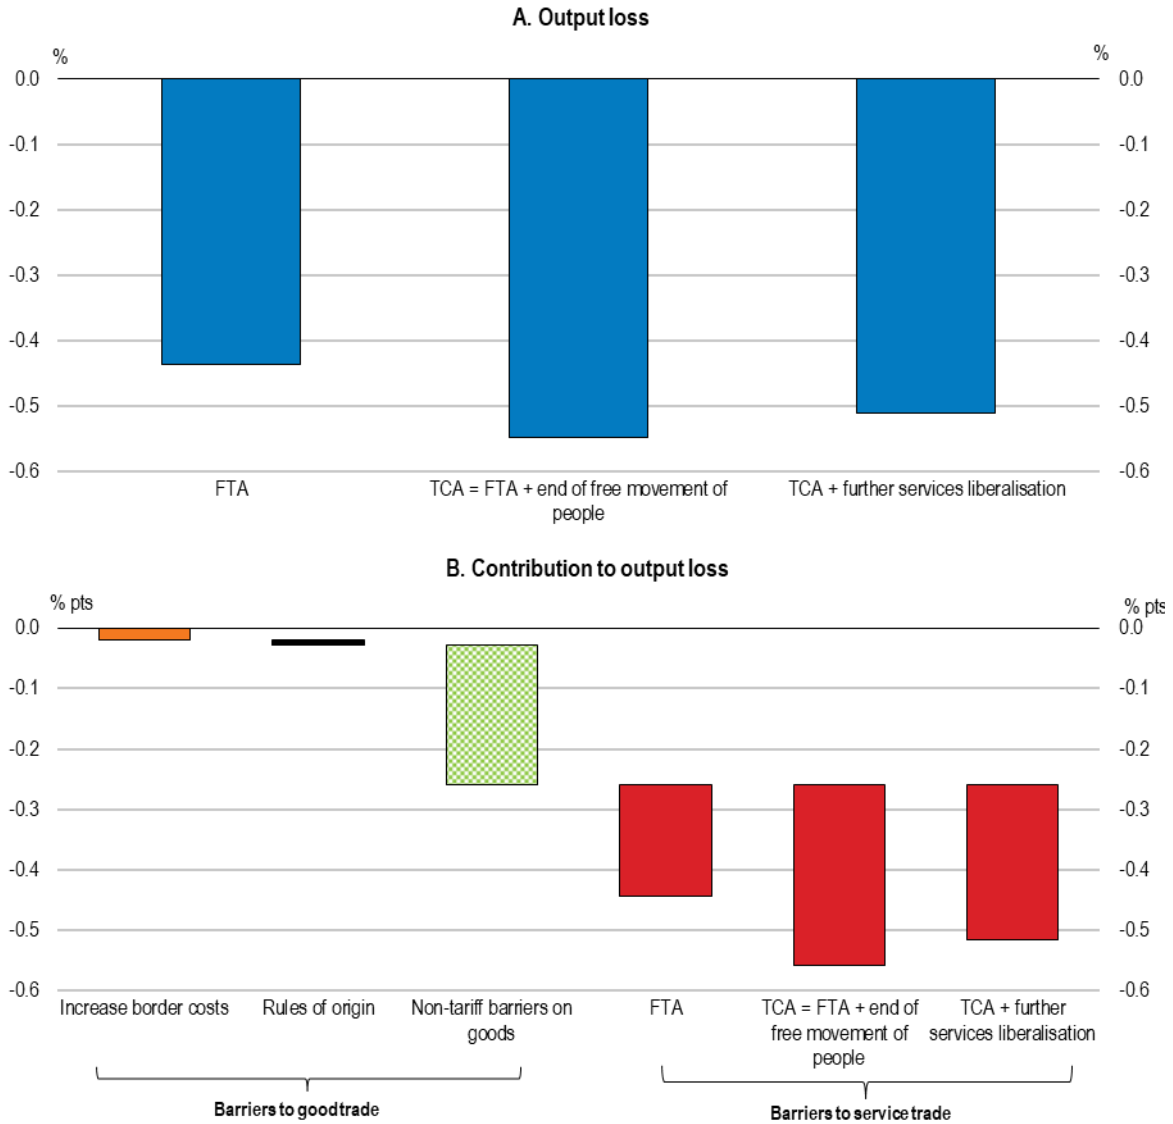 A. Output loss
% %
0.0 0.0
-0.1 -0.1
-0.2 -0.2
-0.3 -0.3
-0.4 -0.4
-0.5 -0.5
-0.6 -0.6
FTA TCA = FTA + end of free movement of TCA + further services liberalisation
people
B. Contribution to output loss
% pts % pts
0.0 0.0
-0.1 -0.1
-0.2 -0.2
-0.3 -0.3
-0.4 -0.4
-0.5 -0.5
-0.6 -0.6
Increase border costs Rules of origin Non-tariff barriers on FTA TCA = FTA + end of TCA + further
goods free movement of services liberalisation
people
Barriers to good trade Barriers to service trade